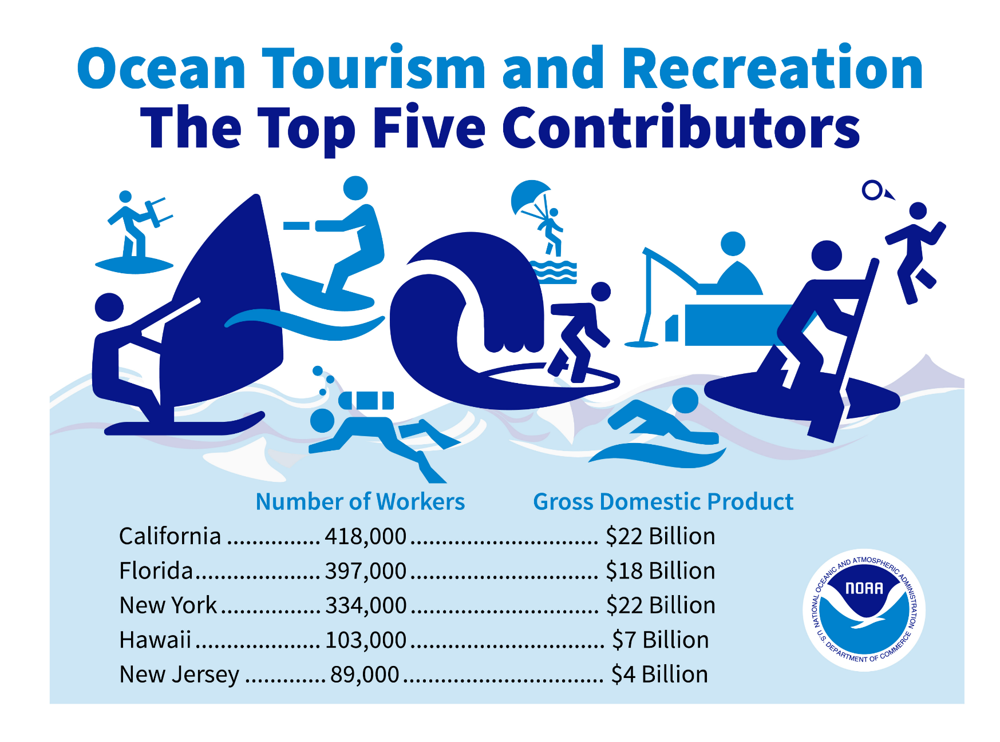 Ocean Tourism and Recreation
The Top Five Contributors
Number of Workers Gross Domestic Product
California ............... 418,000.............................. $22 Billion
Florida.................... 397,000.............................. $18 Billion
New York................ 334,000.............................. $22 Billion
Hawaii.................... 103,000............................... $7 Billion
New Jersey ............. 89,000................................ $4 Billion
NATIONAL OCEANIC AND ATMOSPHERIC ADMINISTRATION
NOAA
U.S. DEPARTMENT OF COMMERCE